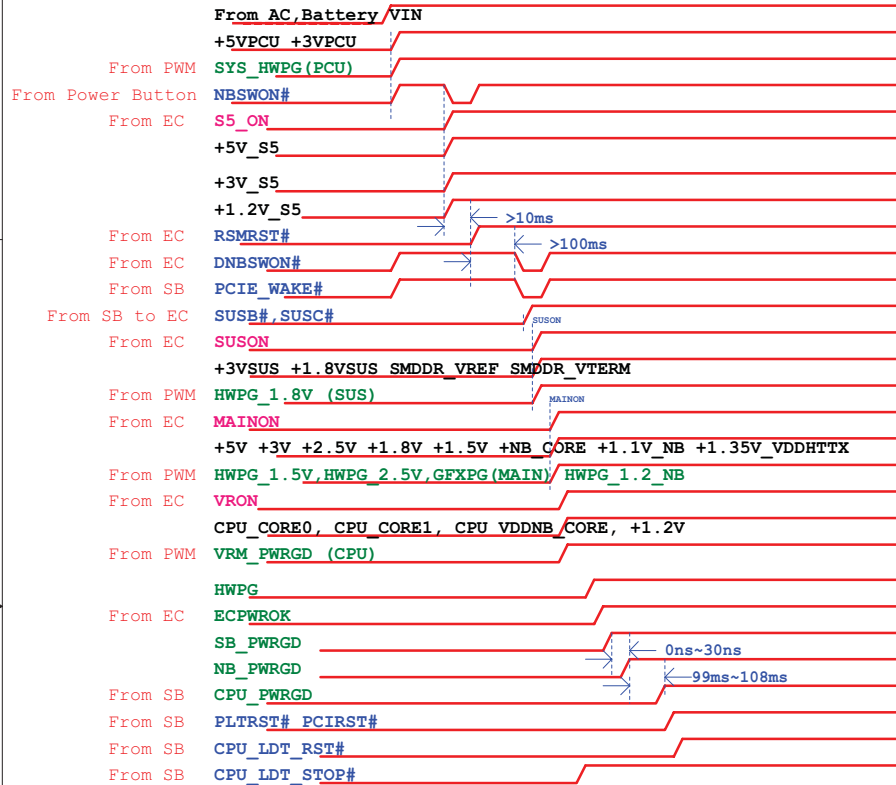 From AC,Battery VIN
+5VPCU +3VPCU
From PWM SYS_HWPG(PCU)
From Power Button NBSWON#
From EC S5_ON
+5V_S5
+3V_S5
+1.2V_S5
>10ms
From EC RSMRST#
>100ms
From EC DNBSWON#
From SB PCIE_WAKE#
From SB to EC SUSB#,SUSC#
SUSON
From EC SUSON
+3VSUS +1.8VSUS SMDDR_VREF SMDDR_VTERM
From PWM HWPG_1.8V (SUS)
MAINON
From EC MAINON
+5V +3V +2.5V +1.8V +1.5V +NB_CORE +1.1V_NB +1.35V_VDDHTTX
From PWM HWPG_1.5V,HWPG_2.5V,GFXPG(MAIN) HWPG_1.2_NB
From EC VRON
CPU_CORE0, CPU_CORE1, CPU VDDNB_CORE, +1.2V
From PWM VRM_PWRGD (CPU)
HWPG
From EC ECPWROK
SB_PWRGD
0ns~30ns
NB_PWRGD
99ms~108ms
From SB CPU_PWRGD
From SB PLTRST# PCIRST#
From SB CPU_LDT_RST#
From SB CPU_LDT_STOP#